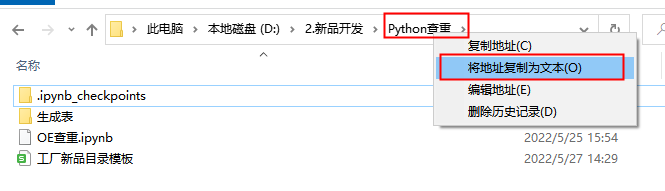 此电脑 > 本地磁盘 (D:) > 2.新品开发 > Python查重
复制地址(C)
将地址复制为文本(O)
编辑地址(E)
删除历史记录(D)
.ipynb_checkpoints
生成表
OE查重.ipynb 2022/5/25 15:54
工厂新品目录模板 2022/5/27 14:29